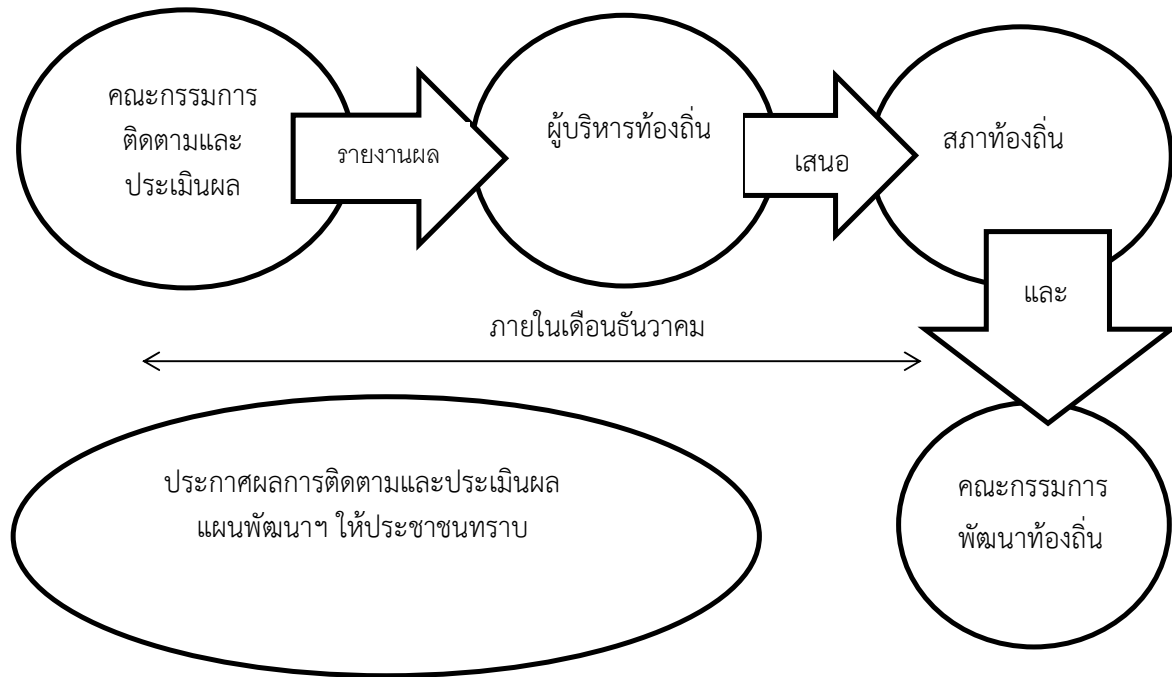 คณะกรรมการ
ติดตามและ
ประเมินผล
รายงานผล
ผู้บริหารท้องถิ่น
เสนอ
สภาท้องถิ่น
และ
ภายในเดือนธันวาคม
ประกาศผลการติดตามและประเมินผล
แผนพัฒนาฯ ให้ประชาชนทราบ
คณะกรรมการ
พัฒนาท้องถิ่น